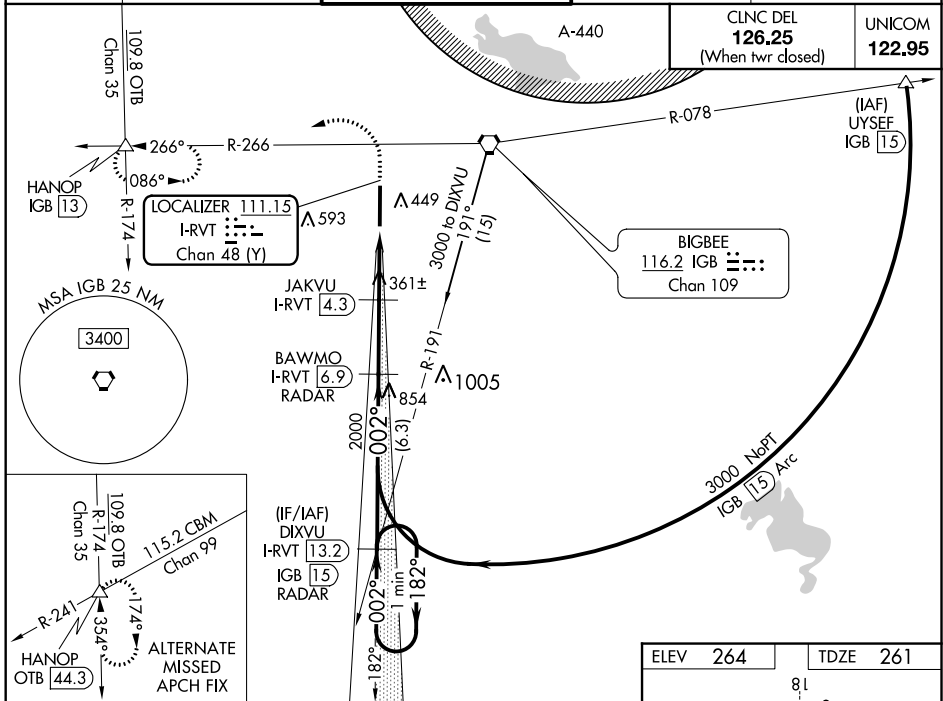 A-440
CLNC DEL
126.25
(When twr closed)
UNICOM
122.95
109.8 OTB
Chan 35
R-078
(IAF)
UYSEF
IGB 15
266°
R-266
086°
HANOP
IGB 13
R-174
LOCALIZER 111.15
I-RVT
Chan 48 (Y)
593
449
3000 to DIXVU
191°
(15)
BIGBEE
116.2 IGB
Chan 109
MSA IGB 25 NM
3400
JAKVU
I-RVT 4.3
361±
R-191
BAWMO
I-RVT 6.9
RADAR
1005
854
2000
002°
(6.3)
3000 NoPT
IGB 15 Arc
(IF/IAF)
DIXVU
I-RVT 13.2
IGB 15
RADAR
002°
1 min
182°
182°
109.8 OTB
R-174
Chan 35
115.2 CBM
Chan 99
R-241
174°
354°
HANOP
OTB 44.3
ALTERNATE
MISSED
APCH FIX
ELEV 264
TDZE 261
18